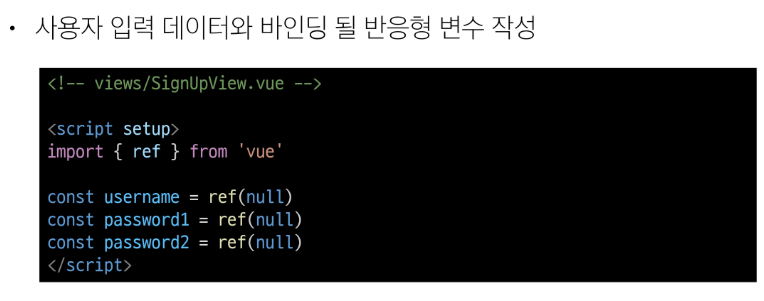 • 사용자 입력 데이터와 바인딩 될 반응형 변수 작성
<!-- views/SignUpView.vue -->
<script setup>
import { ref } from 'vue'
const username = ref(null)
const password1 = ref(null)
const password2 = ref(null)
</script>